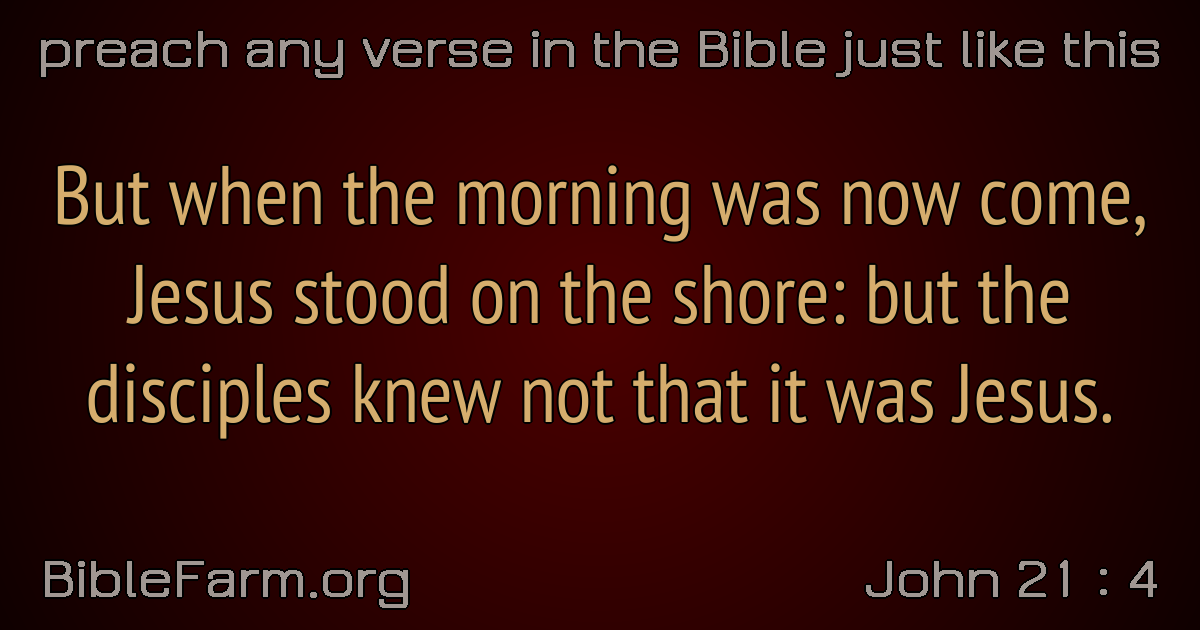 preach any verse in the Bible just like this
But when the morning was now come,
Jesus stood on the shore: but the
disciples knew not that it was Jesus.
BibleFarm.org
John 21 : 4